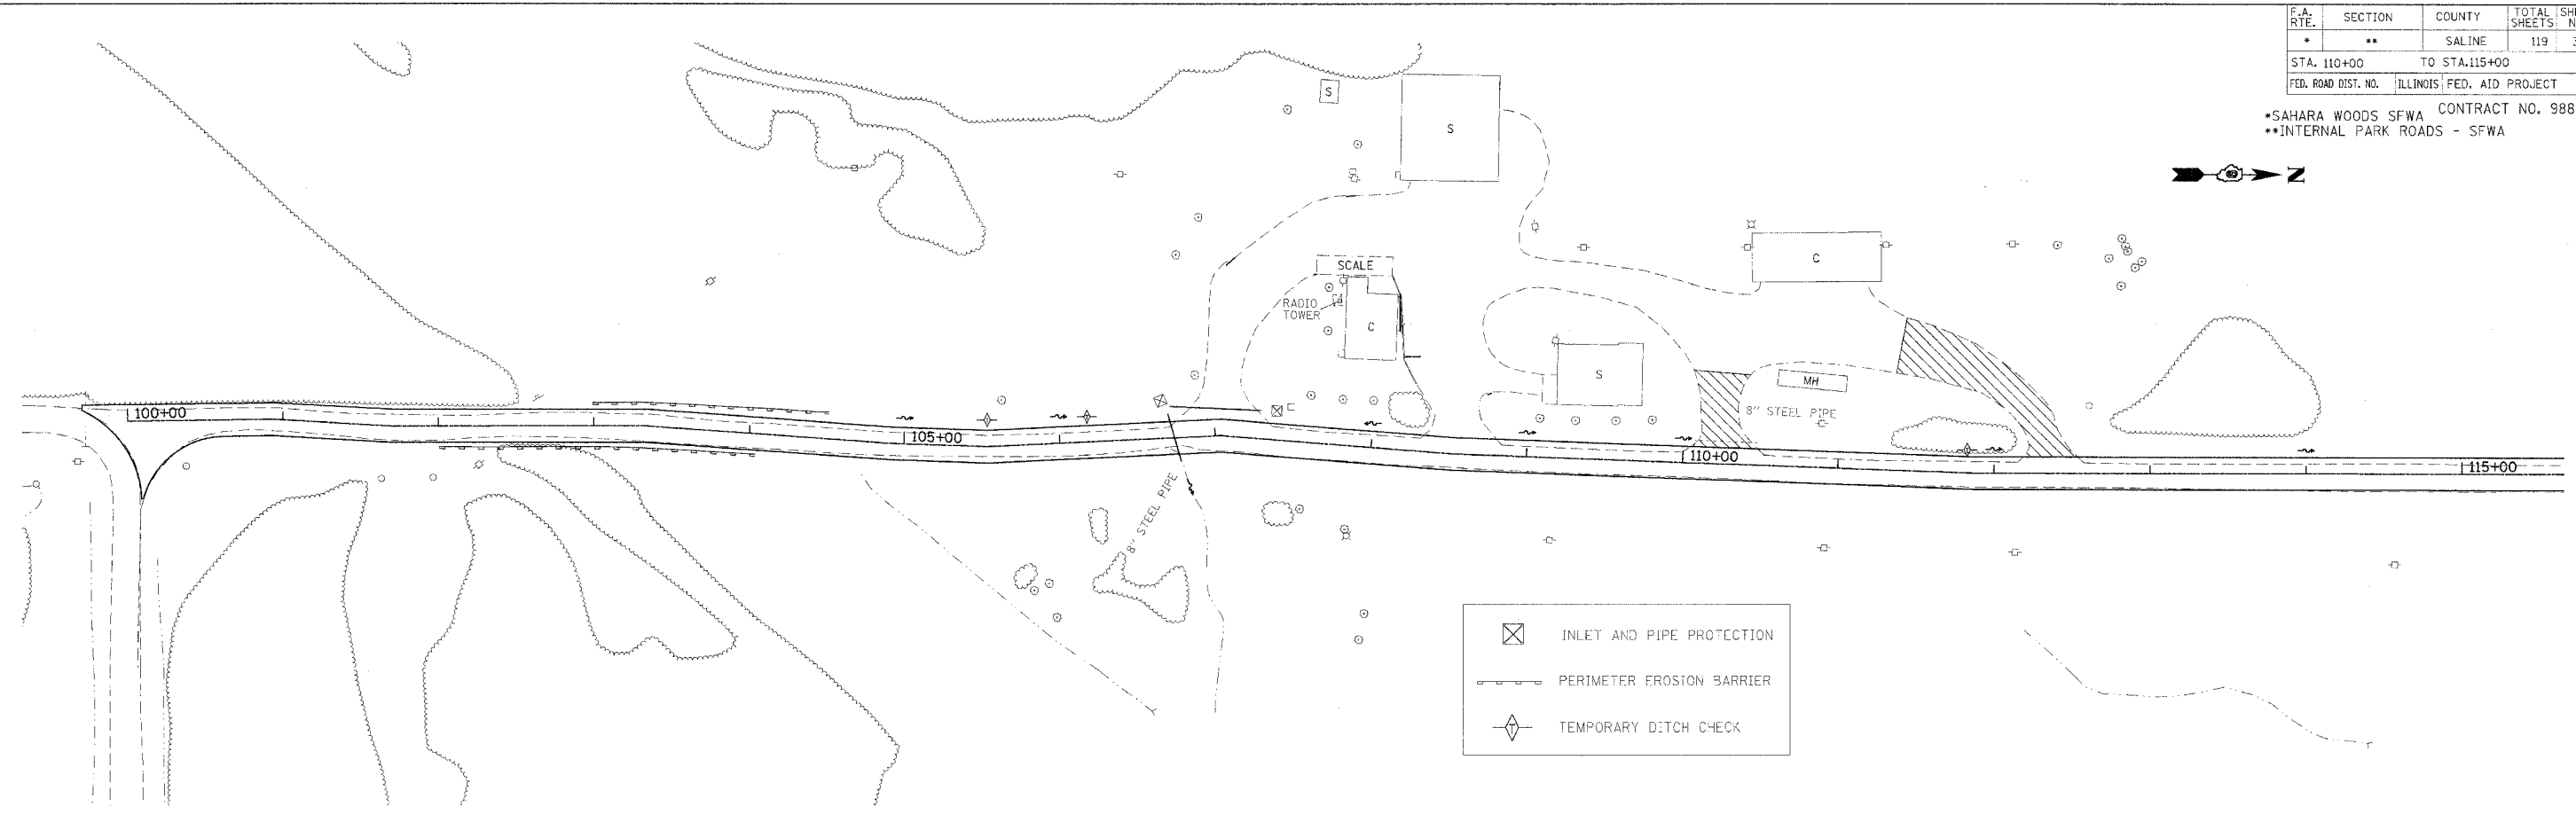 F.A. RTE. SECTION COUNTY TOTAL SHEETS
* ** SALINE 119
STA. 110+00 TO STA.115+00
FED. ROAD DIST. NO. ILLINOIS FED. AID PROJECT
CONTRACT NO. 988
*SAHARA WOODS SFWA
**INTERNAL PARK ROADS - SFWA
N
S
S
SCALE
RADIO
TOWER
C
C
S
MH
8" STEEL PIPE
100+00
105+00
110+00
115+00
8" STEEL PIPE
INLET AND PIPE PROTECTION
PERIMETER EROSION BARRIER
T TEMPORARY DITCH CHECK